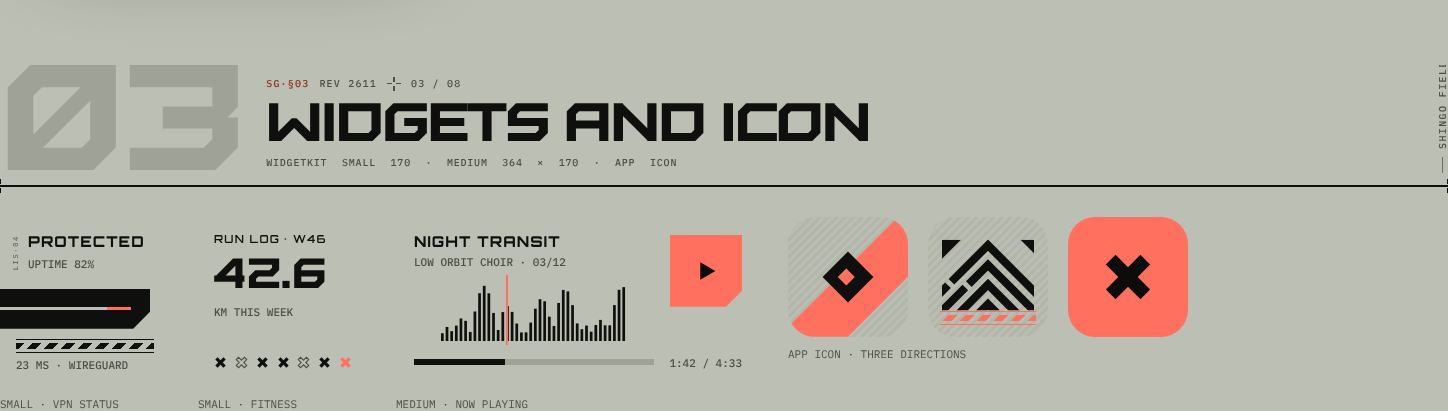 03
SG·§03 REV 2611 03 / 08
WIDGETS AND ICON
WIDGETKIT SMALL 170 · MEDIUM 364 × 170 · APP ICON
SHINGO FIEL
LIS·04
PROTECTED
UPTIME 82%
23 MS · WIREGUARD
SMALL · VPN STATUS
RUN LOG · W46
42.6
KM THIS WEEK
SMALL · FITNESS
NIGHT TRANSIT
LOW ORBIT CHOIR · 03/12
1:42 / 4:33
MEDIUM · NOW PLAYING
APP ICON · THREE DIRECTIONS